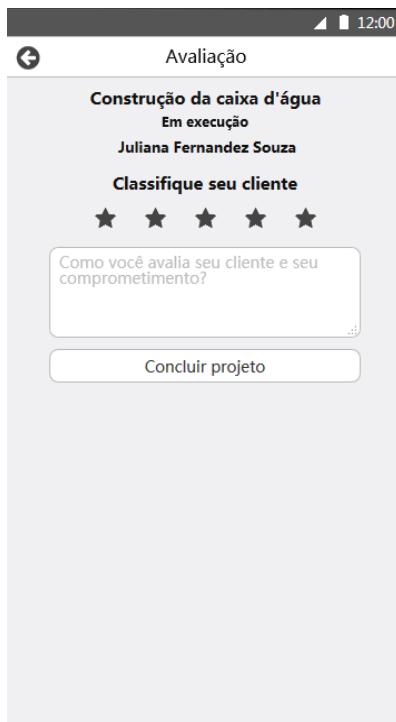 12:00
Avaliação
Construção da caixa d'água
Em execução
Juliana Fernandez Souza
Classifique seu cliente
Como você avalia seu cliente e seu
comprometimento?
Concluir projeto